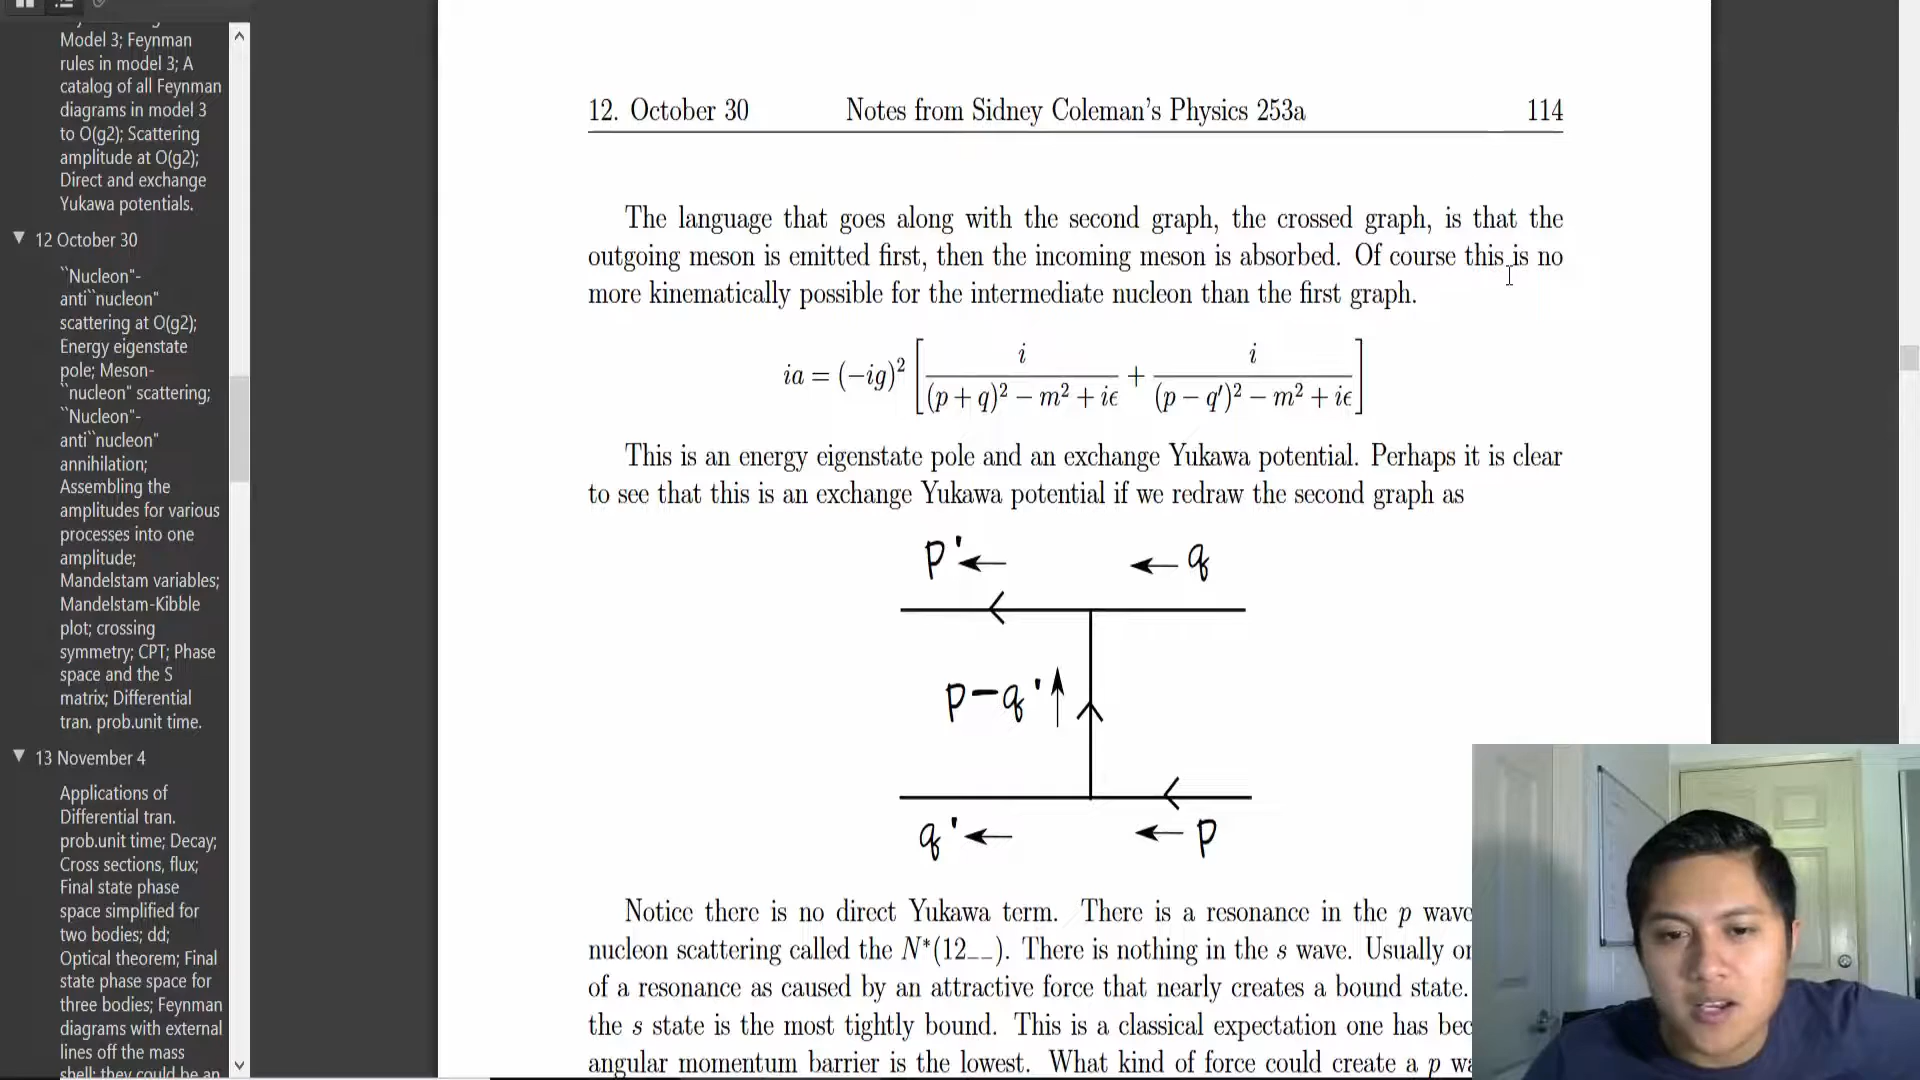 Model 3; Feynman
rules in model 3; A
catalog of all Feynman
diagrams in model 3
to O(g2); Scattering
amplitude at O(g2);
Direct and exchange
Yukawa potentials.
12 October 30
``Nucleon"-
anti``nucleon"
scattering at O(g2);
Energy eigenstate
pole; Meson-
``nucleon" scattering;
``Nucleon"-
anti``nucleon"
annihilation;
Assembling the
amplitudes for various
processes into one
amplitude;
Mandelstam variables;
Mandelstam-Kibble
plot; crossing
symmetry; CPT; Phase
space and the S
matrix; Differential
tran. prob.unit time.
13 November 4
Applications of
Differential tran.
prob.unit time; Decay;
Cross sections, flux;
Final state phase
space simplified for
two bodies; dd;
Optical theorem; Final
state phase space for
three bodies; Feynman
diagrams with external
lines off the mass
shell; they could be an
12. October 30 Notes from Sidney Coleman's Physics 253a 114
The language that goes along with the second graph, the crossed graph, is that the
outgoing meson is emitted first, then the incoming meson is absorbed. Of course this is no
more kinematically possible for the intermediate nucleon than the first graph.
ia = (−ig)² [ i / ((p + q)² − m² + iϵ) + i / ((p − q′)² − m² + iϵ) ]
This is an energy eigenstate pole and an exchange Yukawa potential. Perhaps it is clear
to see that this is an exchange Yukawa potential if we redraw the second graph as
p' ← ← q
p−q' ↑
q' ← ← p
Notice there is no direct Yukawa term. There is a resonance in the p wave
nucleon scattering called the N*(12__). There is nothing in the s wave. Usually
of a resonance as caused by an attractive force that nearly creates a bound state.
the s state is the most tightly bound. This is a classical expectation one has
angular momentum barrier is the lowest. What kind of force could create a p